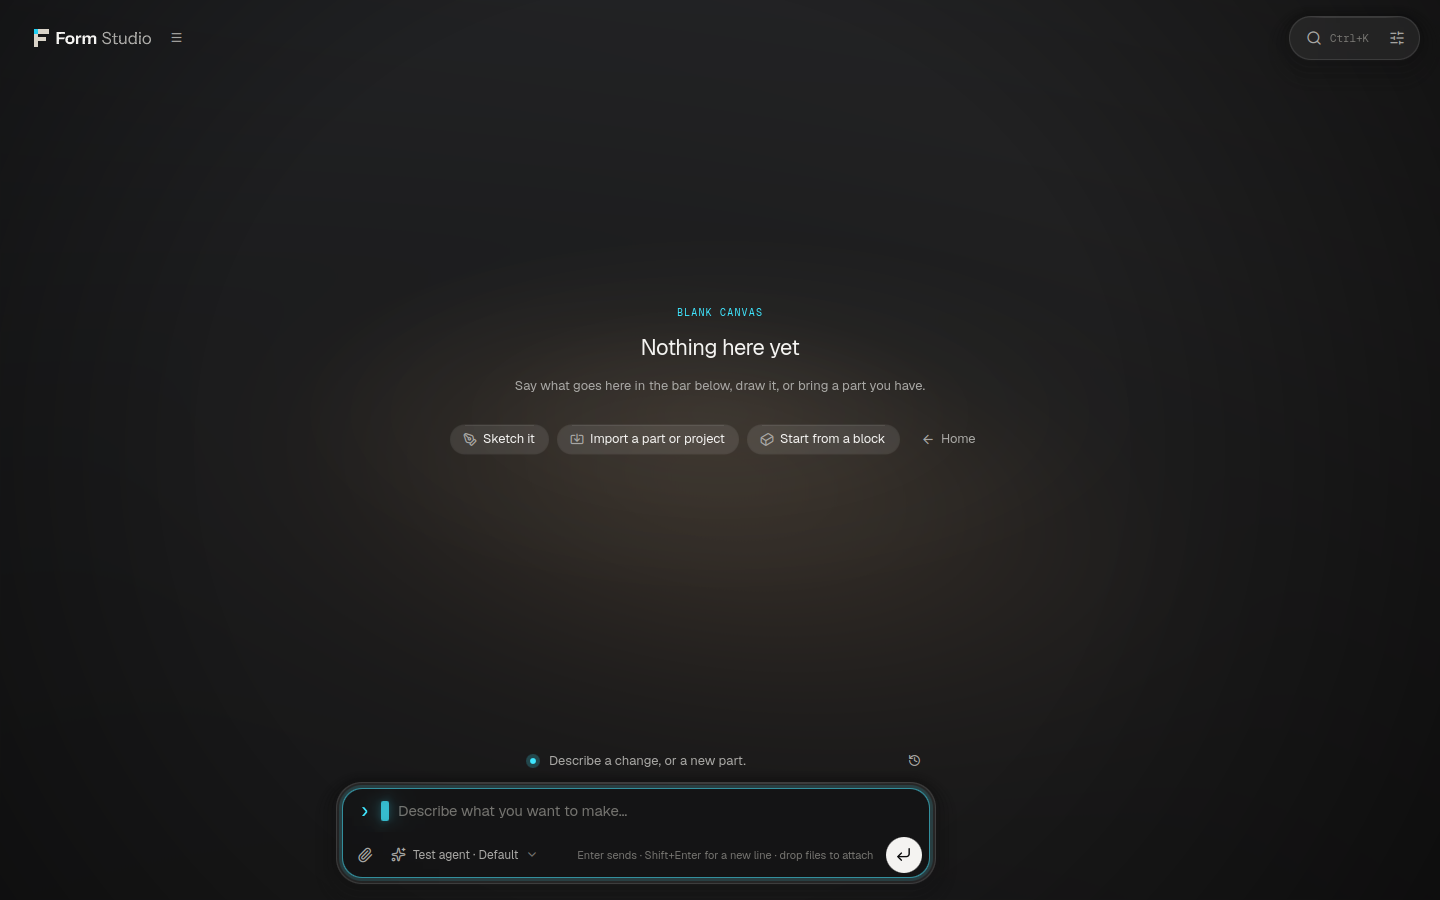 Form Studio
Ctrl+K
BLANK CANVAS
Nothing here yet
Say what goes here in the bar below, draw it, or bring a part you have.
Sketch it
Import a part or project
Start from a block
Home
Describe a change, or a new part.
Describe what you want to make...
Test agent · Default
Enter sends · Shift+Enter for a new line · drop files to attach